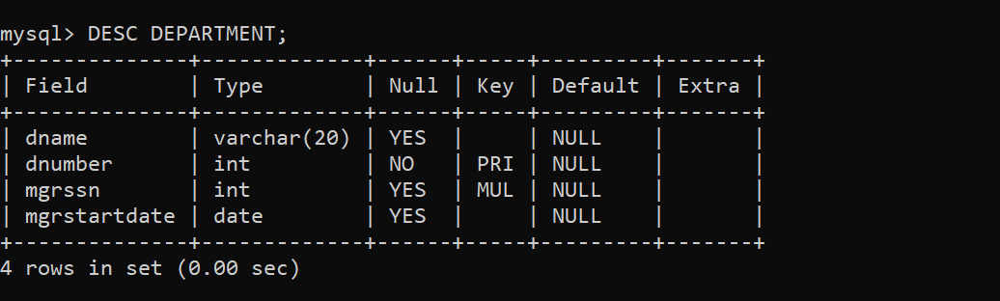 mysql> DESC DEPARTMENT;
+--------------+-------------+------+-----+---------+-------+
| Field        | Type        | Null | Key | Default | Extra |
+--------------+-------------+------+-----+---------+-------+
| dname        | varchar(20) | YES  |     | NULL    |       |
| dnumber      | int         | NO   | PRI | NULL    |       |
| mgrssn       | int         | YES  | MUL | NULL    |       |
| mgrstartdate | date        | YES  |     | NULL    |       |
+--------------+-------------+------+-----+---------+-------+
4 rows in set (0.00 sec)